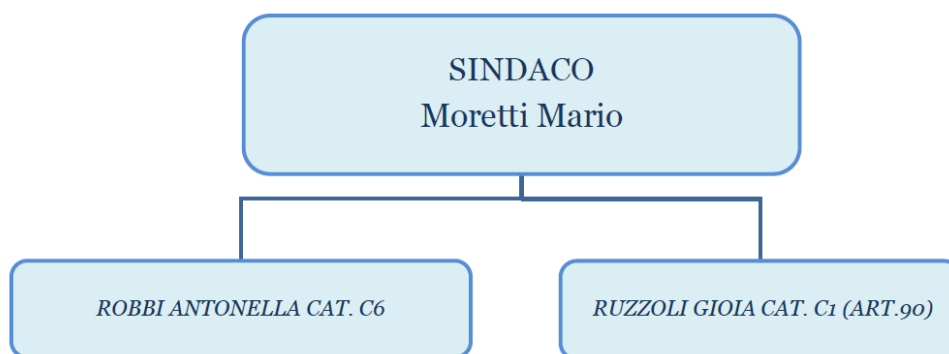 SINDACO
Moretti Mario
ROBBI ANTONELLA CAT. C6
RUZZOLI GIOIA CAT. C1 (ART.90)